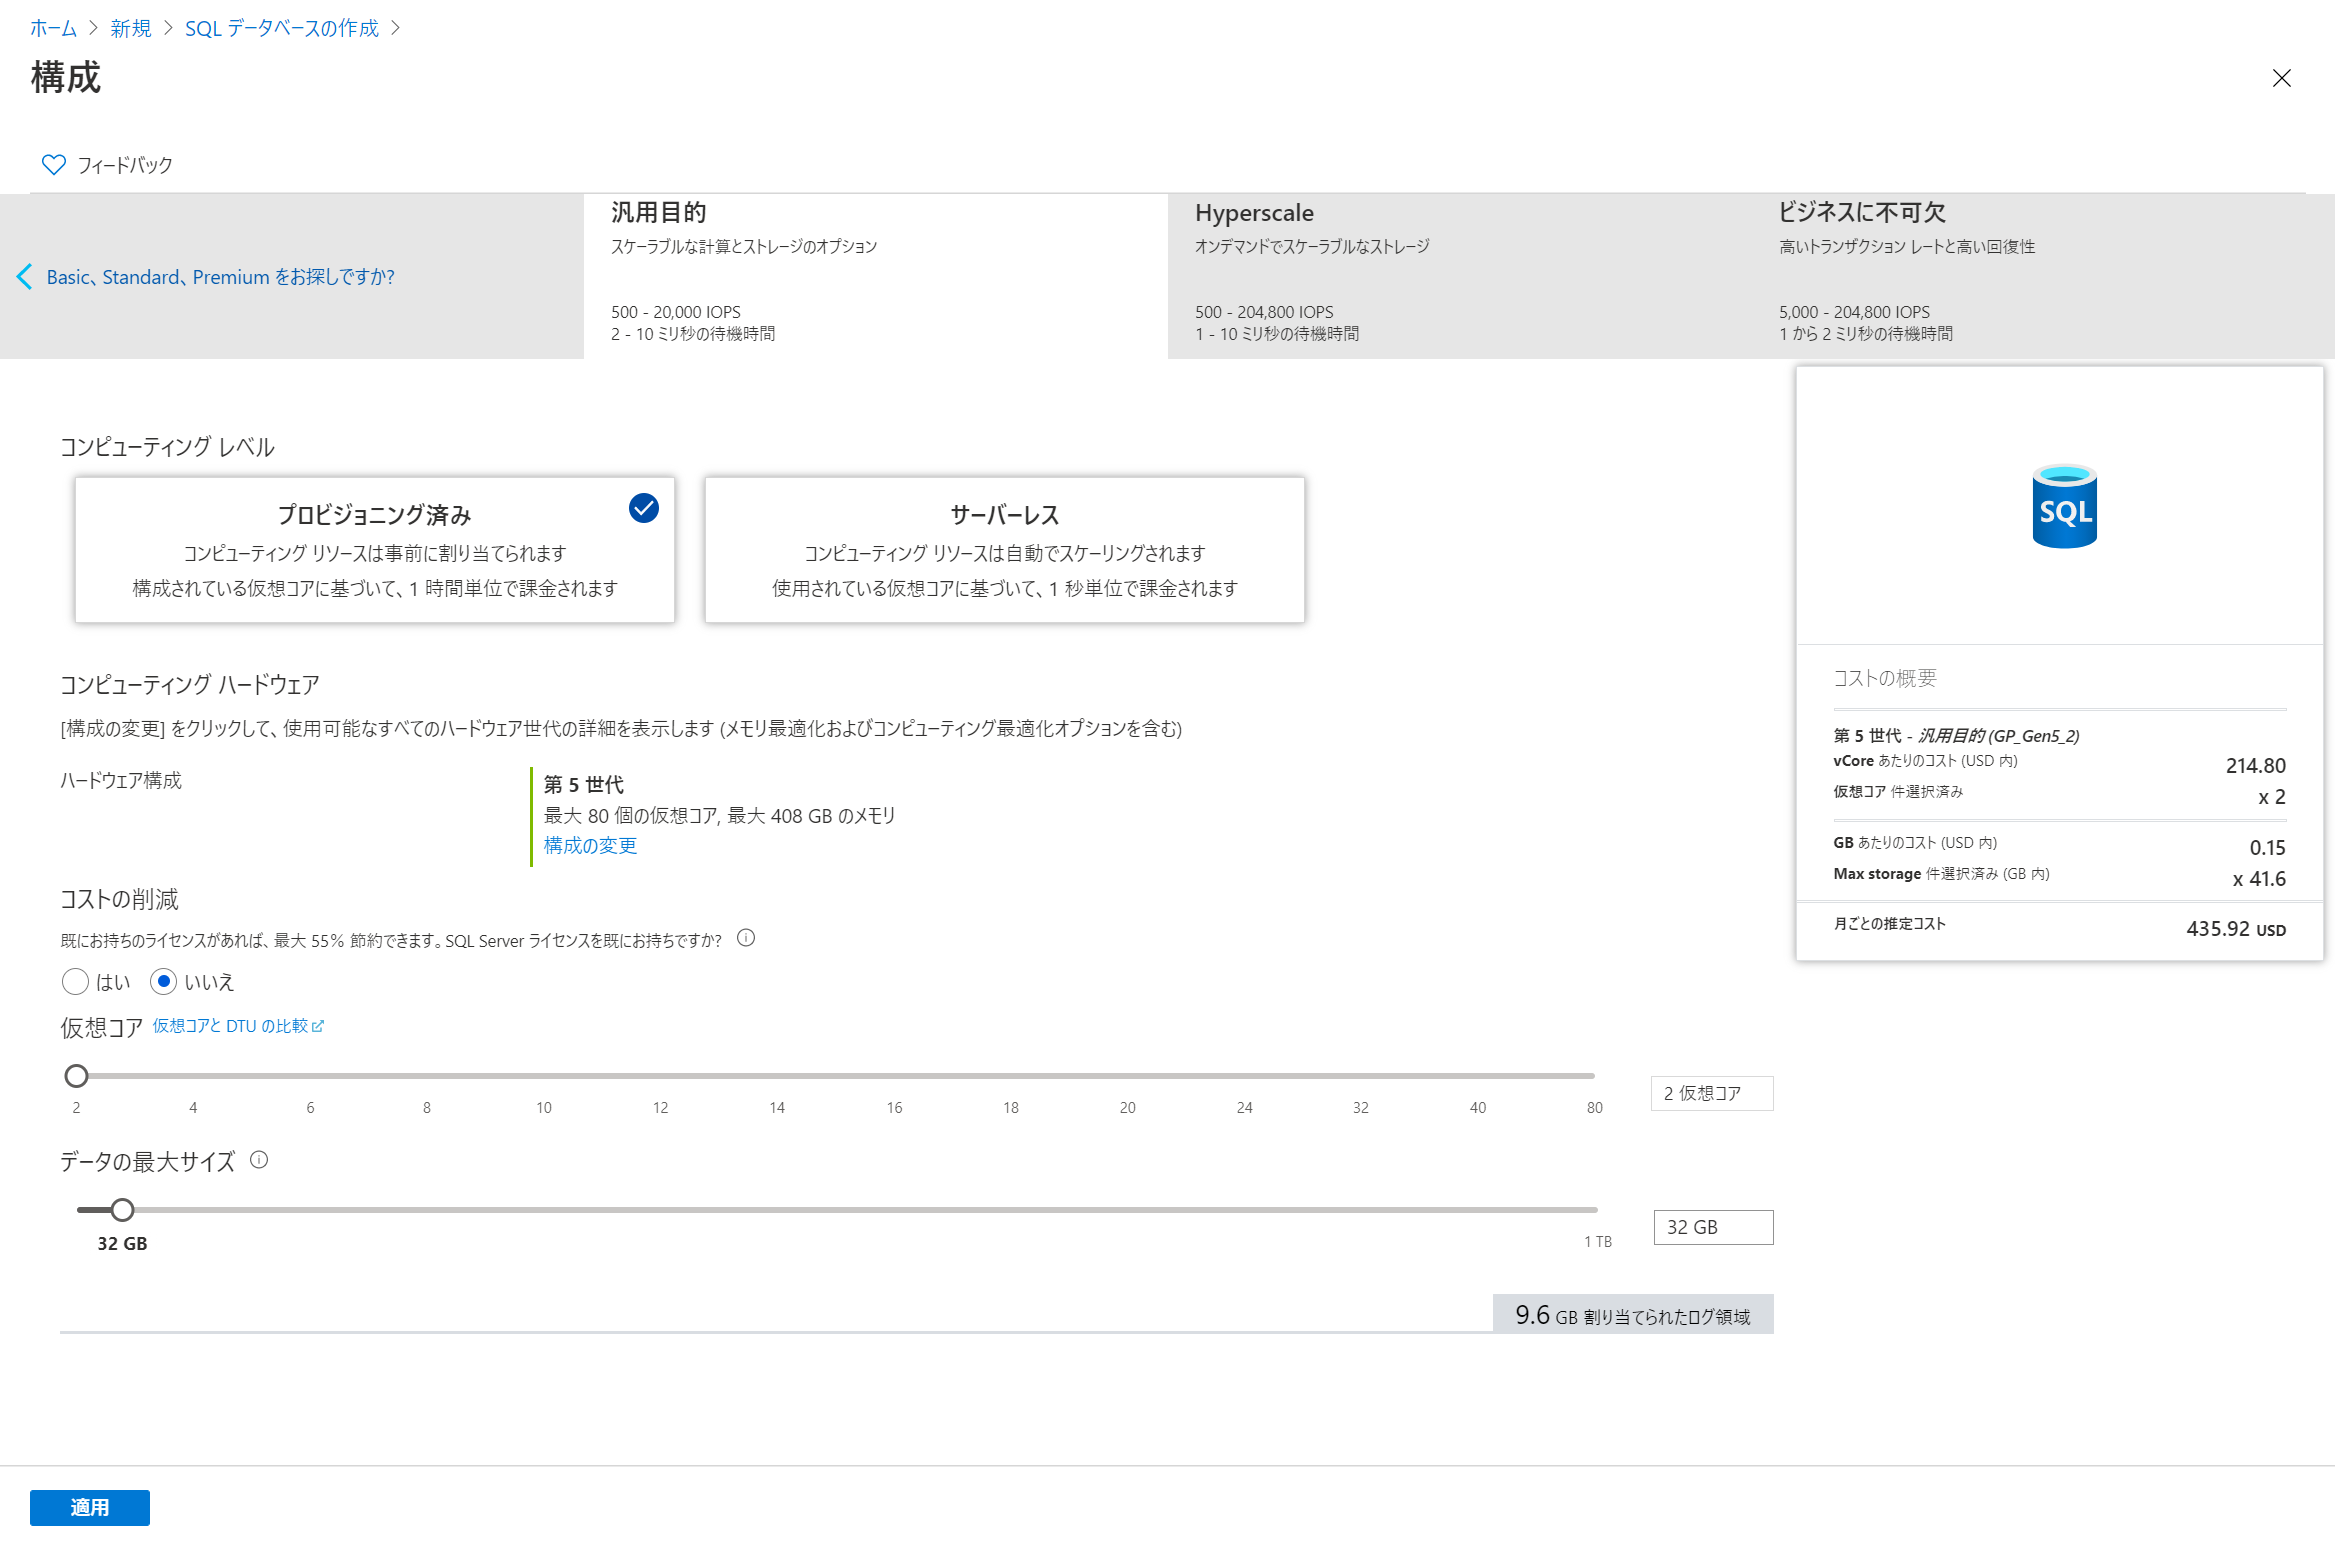 ホーム > 新規 > SQL データベースの作成 >
構成
フィードバック
Basic、Standard、Premium をお探しですか?
汎用目的
スケーラブルな計算とストレージのオプション
500 - 20,000 IOPS
2 - 10 ミリ秒の待機時間
Hyperscale
オンデマンドでスケーラブルなストレージ
500 - 204,800 IOPS
1 - 10 ミリ秒の待機時間
ビジネスに不可欠
高いトランザクション レートと高い回復性
5,000 - 204,800 IOPS
1 から 2 ミリ秒の待機時間
コンピューティング レベル
プロビジョニング済み
コンピューティング リソースは事前に割り当てられます
構成されている仮想コアに基づいて、1 時間単位で課金されます
サーバーレス
コンピューティング リソースは自動でスケーリングされます
使用されている仮想コアに基づいて、1 秒単位で課金されます
コンピューティング ハードウェア
[構成の変更] をクリックして、使用可能なすべてのハードウェア世代の詳細を表示します (メモリ最適化およびコンピューティング最適化オプションを含む)
ハードウェア構成
第 5 世代
最大 80 個の仮想コア, 最大 408 GB のメモリ
構成の変更
コストの削減
既にお持ちのライセンスがあれば、最大 55% 節約できます。SQL Server ライセンスを既にお持ちですか?
はい いいえ
仮想コア 仮想コアと DTU の比較
2 4 6 8 10 12 14 16 18 20 24 32 40 80
2 仮想コア
データの最大サイズ
32 GB
1 TB
32 GB
9.6 GB 割り当てられたログ領域
SQL
コストの概要
第 5 世代 - 汎用目的 (GP_Gen5_2)
vCore あたりのコスト (USD 内) 214.80
仮想コア 件選択済み x 2
GB あたりのコスト (USD 内) 0.15
Max storage 件選択済み (GB 内) x 41.6
月ごとの推定コスト 435.92 USD
適用